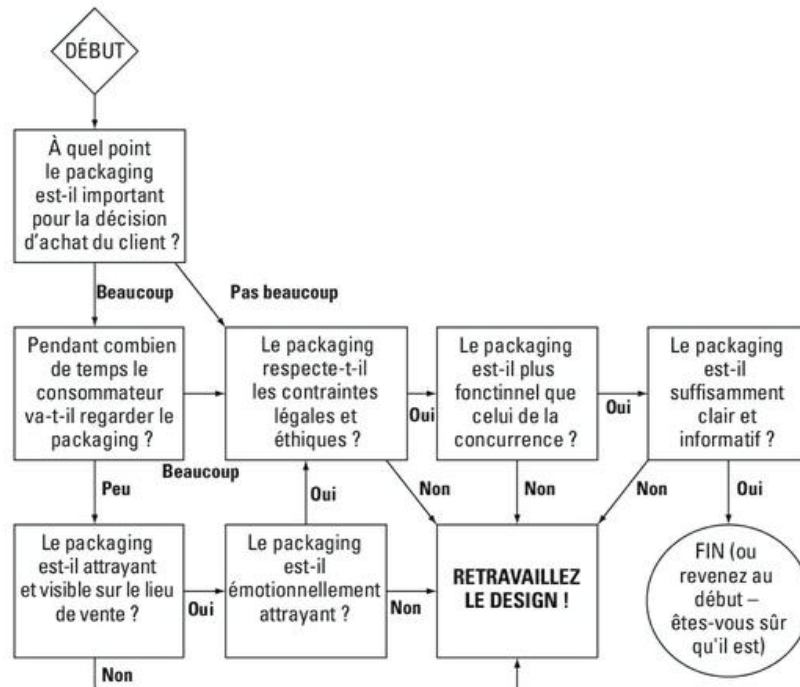 DÉBUT
À quel point
le packaging
est-il important
pour la décision
d'achat du client ?
Beaucoup
Pas beaucoup
Pendant combien
de temps le
consommateur
va-t-il regarder le
packaging ?
Le packaging
respecte-t-il
les contraintes
légales et
éthiques ?
Oui
Le packaging
est-il plus
fonctinnel que
celui de la
concurrence ?
Oui
Le packaging
est-il
suffisamment
clair et
informatif ?
Beaucoup
Peu
Oui
Non
Non
Non
Oui
Le packaging
est-il attrayant
et visible sur le lieu
de vente ?
Oui
Le packaging
est-il
émotionnellement
attrayant ?
Non
RETRAVAILLEZ
LE DESIGN !
FIN (ou
revenez au
début –
êtes-vous sûr
qu'il est)
Non